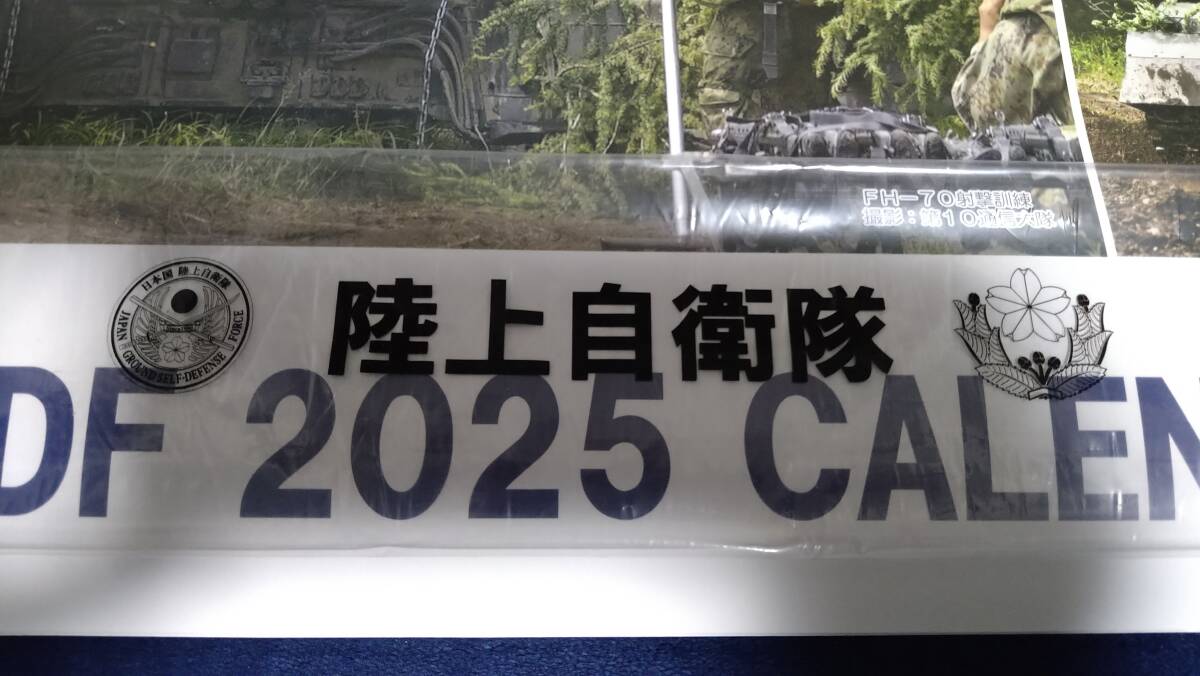 FH-70射撃訓練
撮影:第10通信大隊
日本国 陸上自衛隊
JAPAN GROUND SELF-DEFENSE FORCE
陸上自衛隊
DF 2025 CALEN